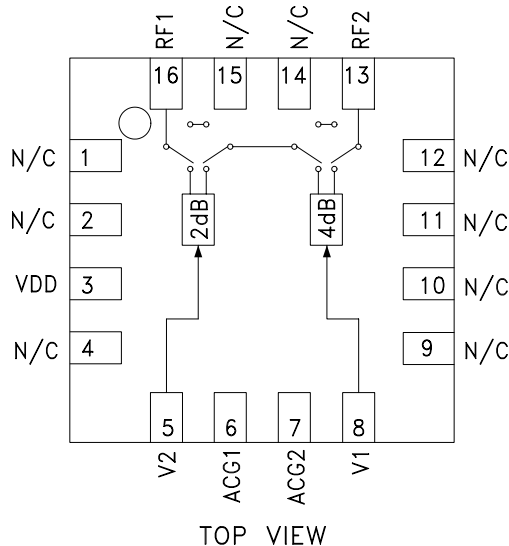 RF1
N/C
N/C
RF2
16
15
14
13
N/C 1
12 N/C
N/C 2
11 N/C
2dB
4dB
VDD 3
10 N/C
N/C 4
9 N/C
5
6
7
8
V2
ACG1
ACG2
V1
TOP VIEW